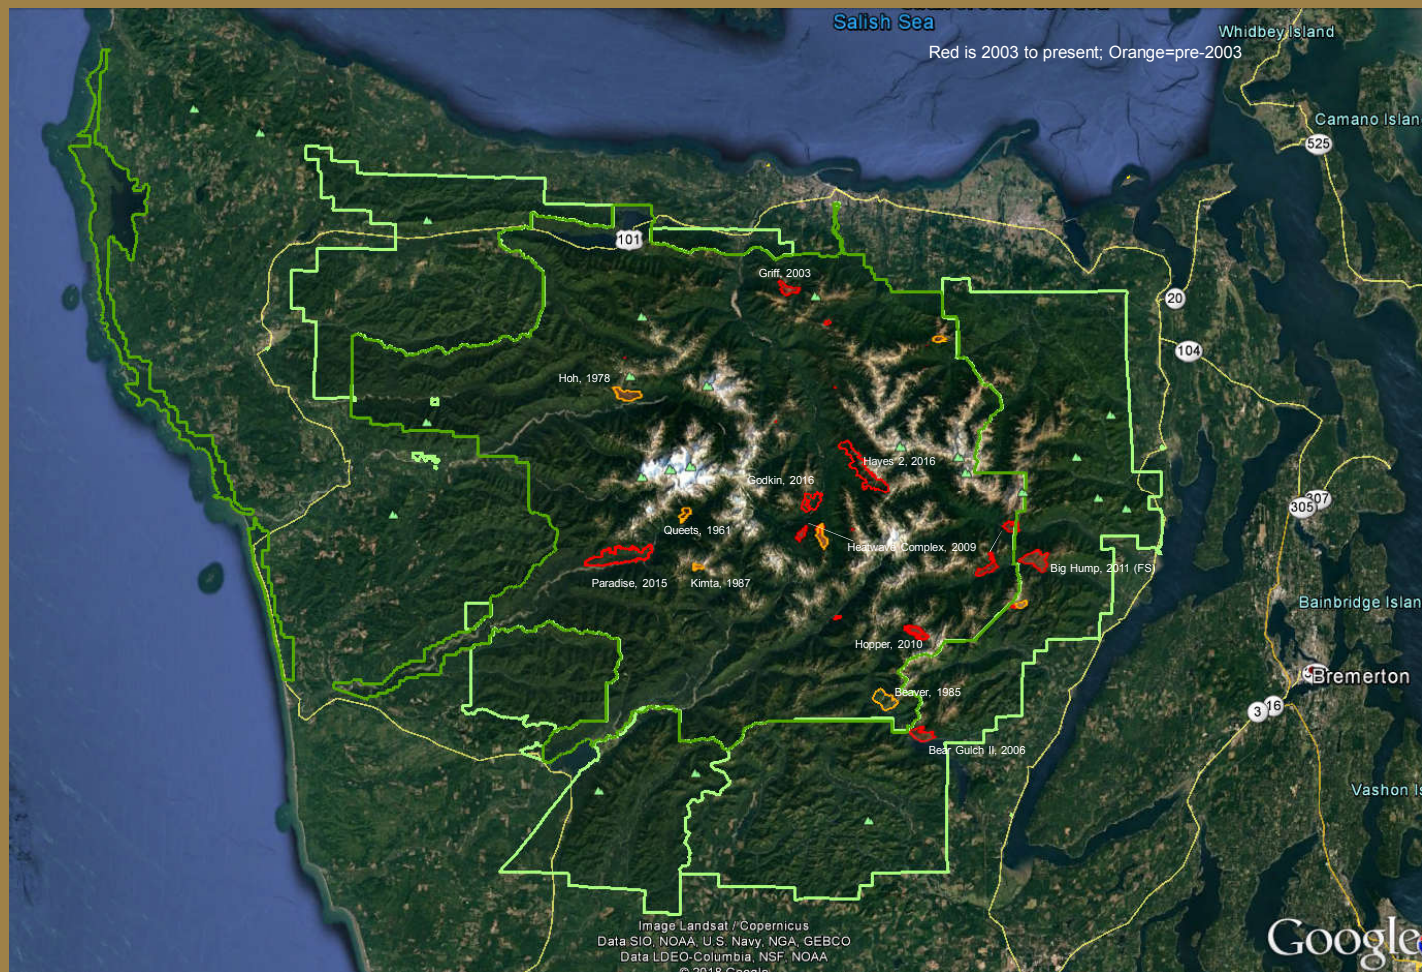 Salish Sea
Whidbey Island
Red is 2003 to present; Orange=pre-2003
Camano Islan
525
101
Griff, 2003
20
104
Hoh, 1978
Hayes 2, 2016
Godkin, 2016
307
305
Queets, 1961
Heatwave Complex, 2009
Big Hump, 2011 (FS)
Paradise, 2015
Kimta, 1987
Bainbridge Islan
Hopper, 2010
Bremerton
Beaver, 1985
3
16
Bear Gulch II, 2006
Vashon Is
Image Landsat / Copernicus
Data SIO, NOAA, U.S. Navy, NGA, GEBCO
Data LDEO-Columbia, NSF, NOAA
© 2018 Google
Google